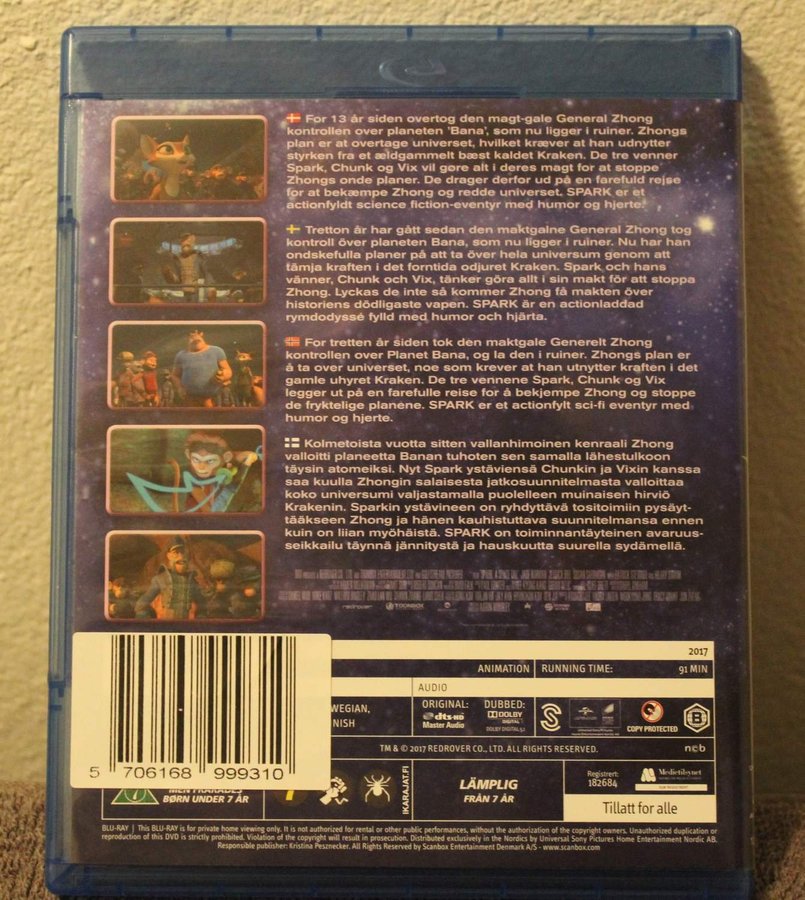 For 13 år siden overtog den magt-gale General Zhong
kontrollen over planeten 'Bana', som nu ligger i ruiner. Zhongs
plan er at overtage universet, hvilket kræver at han udnytter
styrken fra et ældgammelt bæst kaldet Kraken. De tre venner
Spark, Chunk og Vix vil gøre alt i deres magt for at stoppe
Zhongs onde planer. De drager derfor ud på en farefuld rejse
for at bekæmpe Zhong og redde universet. SPARK er et
actionfyldt science fiction-eventyr med humor og hjerte.
Tretton år har gått sedan den maktgalne General Zhong tog
kontroll över planeten Bana, som nu ligger i ruiner. Nu har han
ondskefulla planer på att ta över hela universum genom att
tämja kraften i det forntida odjuret Kraken. Spark och hans
vänner, Chunk och Vix, tänker göra allt i sin makt för att stoppa
Zhong. Lyckas de inte så kommer Zhong få makten över
historiens dödligaste vapen. SPARK är en actionladdad
rymdodyssé fylld med humor och hjärta.
For tretten år siden tok den maktgale Generelt Zhong
kontrollen over Planet Bana, og la den i ruiner. Zhongs plan er
å ta over universet, noe som krever at han utnytter kraften i det
gamle uhyret Kraken. De tre vennene Spark, Chunk og Vix
legger ut på en farefulle reise for å bekjempe Zhong og stoppe
de fryktelige planene. SPARK er et actionfylt sci-fi eventyr med
humor og hjerte.
Kolmetoista vuotta sitten vallanhimoinen kenraali Zhong
valloitti planeetta Banan tuhoten sen samalla lähestulkoon
täysin atomeiksi. Nyt Spark ystäviensä Chunkin ja Vixin kanssa
saa kuulla Zhongin salaisesta jatkosuunnitelmasta valloittaa
koko universumi valjastamalla puolelleen muinaisen hirviö
Krakenin. Sparkin ystävineen on ryhdyttävä tositoimiin pysäyt-
tääkseen Zhong ja hänen kauhistuttava suunnitelmansa ennen
kuin on liian myöhäistä. SPARK on toiminnantäyteinen avaruus-
seikkailu täynnä jännitystä ja hauskuutta suurella sydämellä.
redrover TOONBOX
2017
ANIMATION RUNNING TIME: 91 MIN
AUDIO
WEGIAN,
NISH
ORIGINAL: DUBBED:
dts-HD DOLBY
Master Audio DIGITAL
DOLBY DIGITAL 5.1
COPY PROTECTED
B
TM & © 2017 REDROVER CO., LTD. ALL RIGHTS RESERVED.
ncb
5 706168 999310
BØRN UNDER 7 ÅR
7
IKARAJAT.FI
LÄMPLIG
FRÅN 7 ÅR
Registrert:
182684
Medietilsynet
Tillatt for alle
BLU-RAY | This BLU-RAY is for private home viewing only. It is not authorized for rental or other public performances, without the authorization of the copyright owners. Unauthorized duplication or
reproduction of this DVD is strictly prohibited. Violation of the copyright will result in prosecution. Distributed exclusively in the Nordics by Universal Sony Pictures Home Entertainment Nordic AB.
Responsible publisher: Kristina Pesznecker. All Rights Reserved by Scanbox Entertainment Denmark A/S - www.scanbox.com